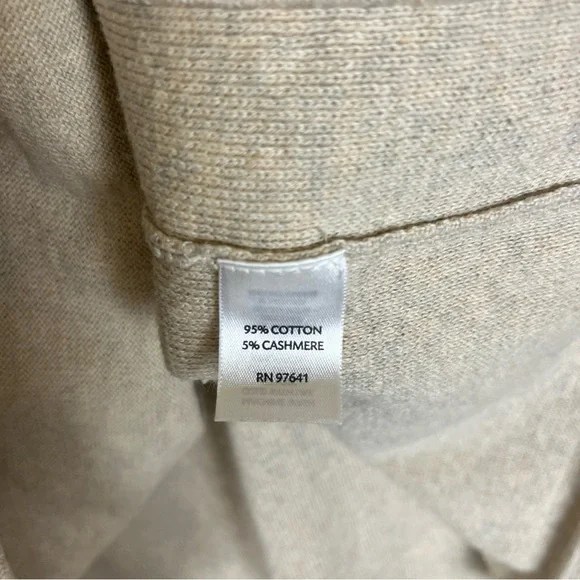 95% COTTON
5% CASHMERE
RN 97641